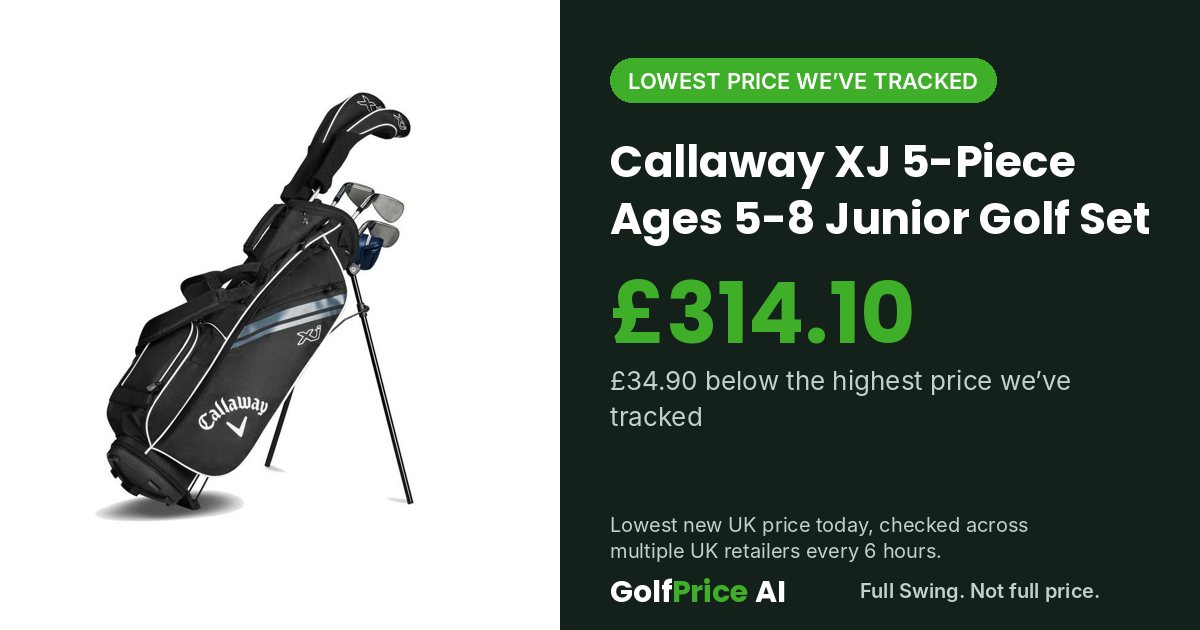 LOWEST PRICE WE’VE TRACKED
Callaway XJ 5-Piece
Ages 5-8 Junior Golf Set
£314.10
£34.90 below the highest price we’ve
tracked
Lowest new UK price today, checked across
multiple UK retailers every 6 hours.
GolfPrice AI
Full Swing. Not full price.
XJ
XJ
XJ
Callaway